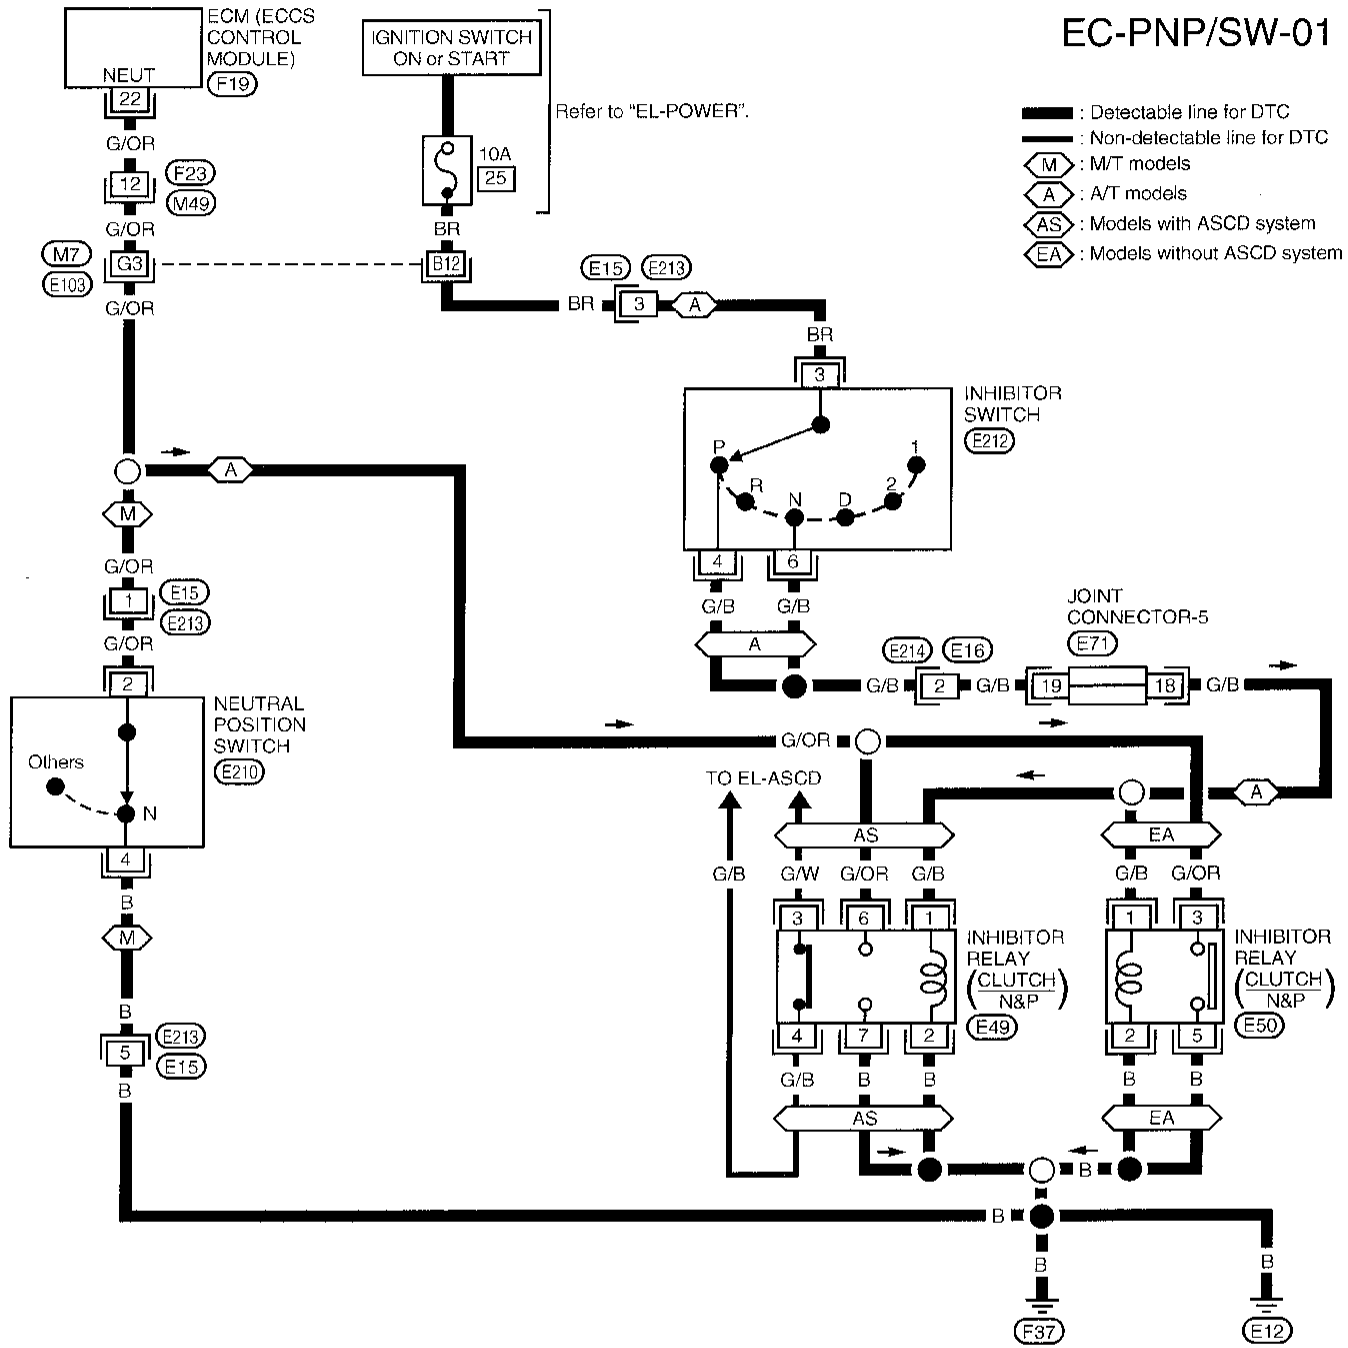 EC-PNP/SW-01
ECM (ECCS
CONTROL
MODULE)
F19
NEUT
22
G/OR
12
F23
M49
G/OR
M7
E103
G3
G/OR
IGNITION SWITCH
ON or START
Refer to "EL-POWER".
10A
25
BR
B12
: Detectable line for DTC
: Non-detectable line for DTC
M : M/T models
A : A/T models
AS : Models with ASCD system
EA : Models without ASCD system
BR
E15 E213
3
A
BR
3
INHIBITOR
SWITCH
E212
P
R
N
D
2
1
4
6
G/B
G/B
A
A
M
G/OR
1
E15
E213
G/OR
2
NEUTRAL
POSITION
SWITCH
E210
Others
N
4
B
M
B
5
E213
E15
B
JOINT
CONNECTOR-5
E71
E214 E16
G/B
2
G/B
19
18
G/B
G/OR
TO EL-ASCD
A
AS
EA
G/B
G/W
G/OR
G/B
G/B
G/OR
3
6
1
1
3
INHIBITOR
RELAY
(CLUTCH
N&P)
E49
INHIBITOR
RELAY
(CLUTCH
N&P)
E50
4
7
2
2
5
G/B
B
B
B
B
AS
EA
B
B
B
B
F37
E12